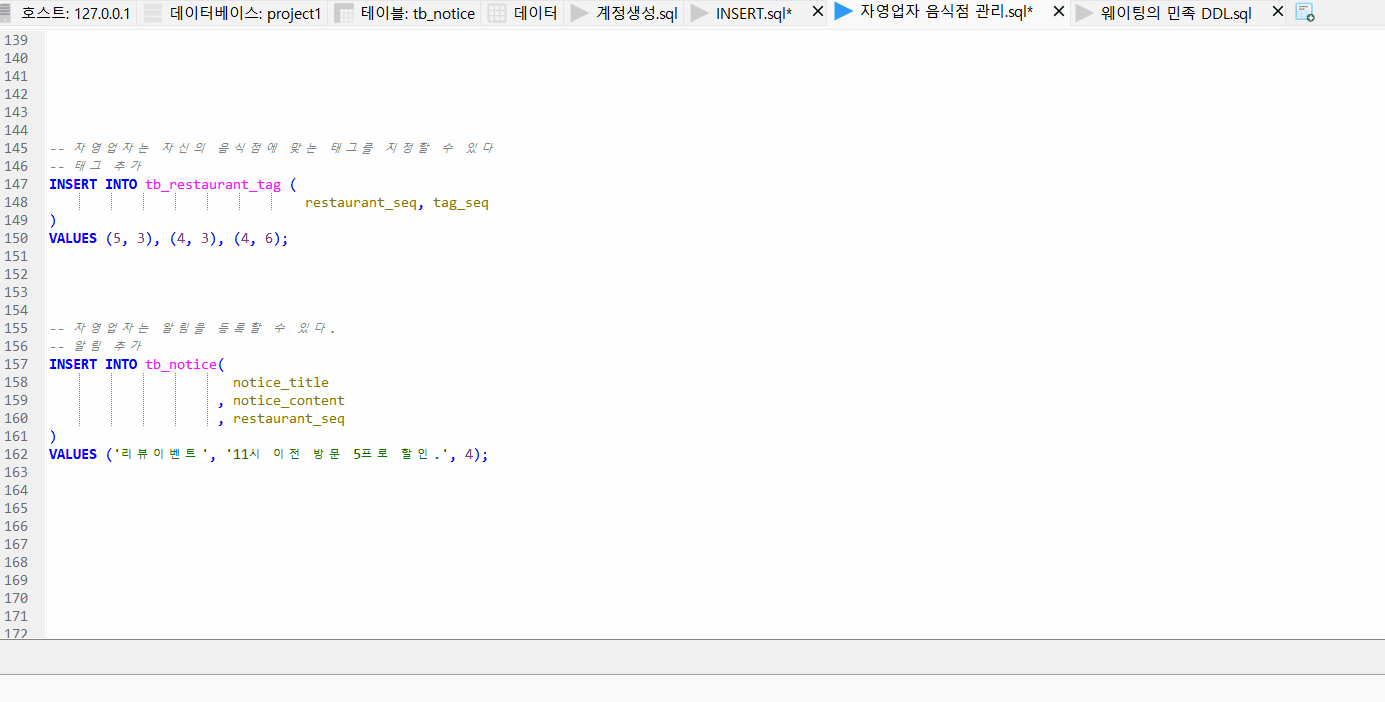 호스트: 127.0.0.1 데이터베이스: project1 테이블: tb_notice 데이터 계정생성.sql INSERT.sql* 자영업자 음식점 관리.sql* 웨이팅의 민족 DDL.sql
139
140
141
142
143
144
145 -- 자영업자는 자신의 음식점에 맞는 태그를 지정할 수 있다
146 -- 태그 추가
147 INSERT INTO tb_restaurant_tag (
148 restaurant_seq, tag_seq
149 )
150 VALUES (5, 3), (4, 3), (4, 6);
151
152
153
154
155 -- 자영업자는 알림을 등록할 수 있다.
156 -- 알림 추가
157 INSERT INTO tb_notice(
158 notice_title
159 , notice_content
160 , restaurant_seq
161 )
162 VALUES ('리뷰이벤트', '11시 이전 방문 5프로 할인.', 4);
163
164
165
166
167
168
169
170
171
172